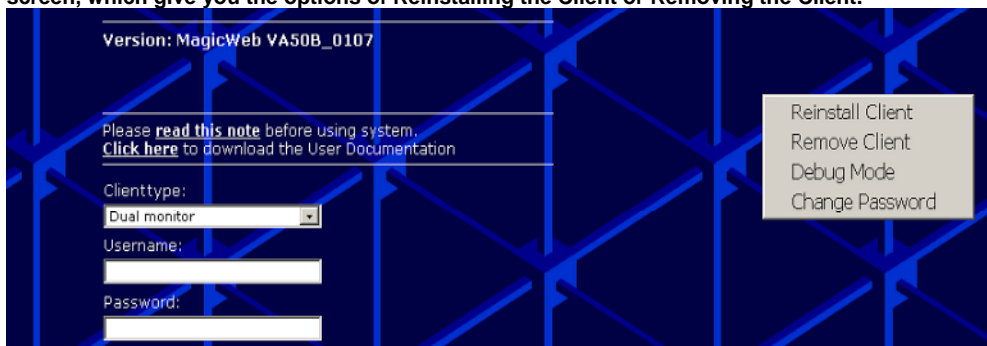 screen, which give you the options of Reinstalling the Client or Removing the Client.
Version: MagicWeb VA50B_0107
Please read this note before using system.
Click here to download the User Documentation
Clienttype:
Dual monitor
Username:
Password:
Reinstall Client
Remove Client
Debug Mode
Change Password